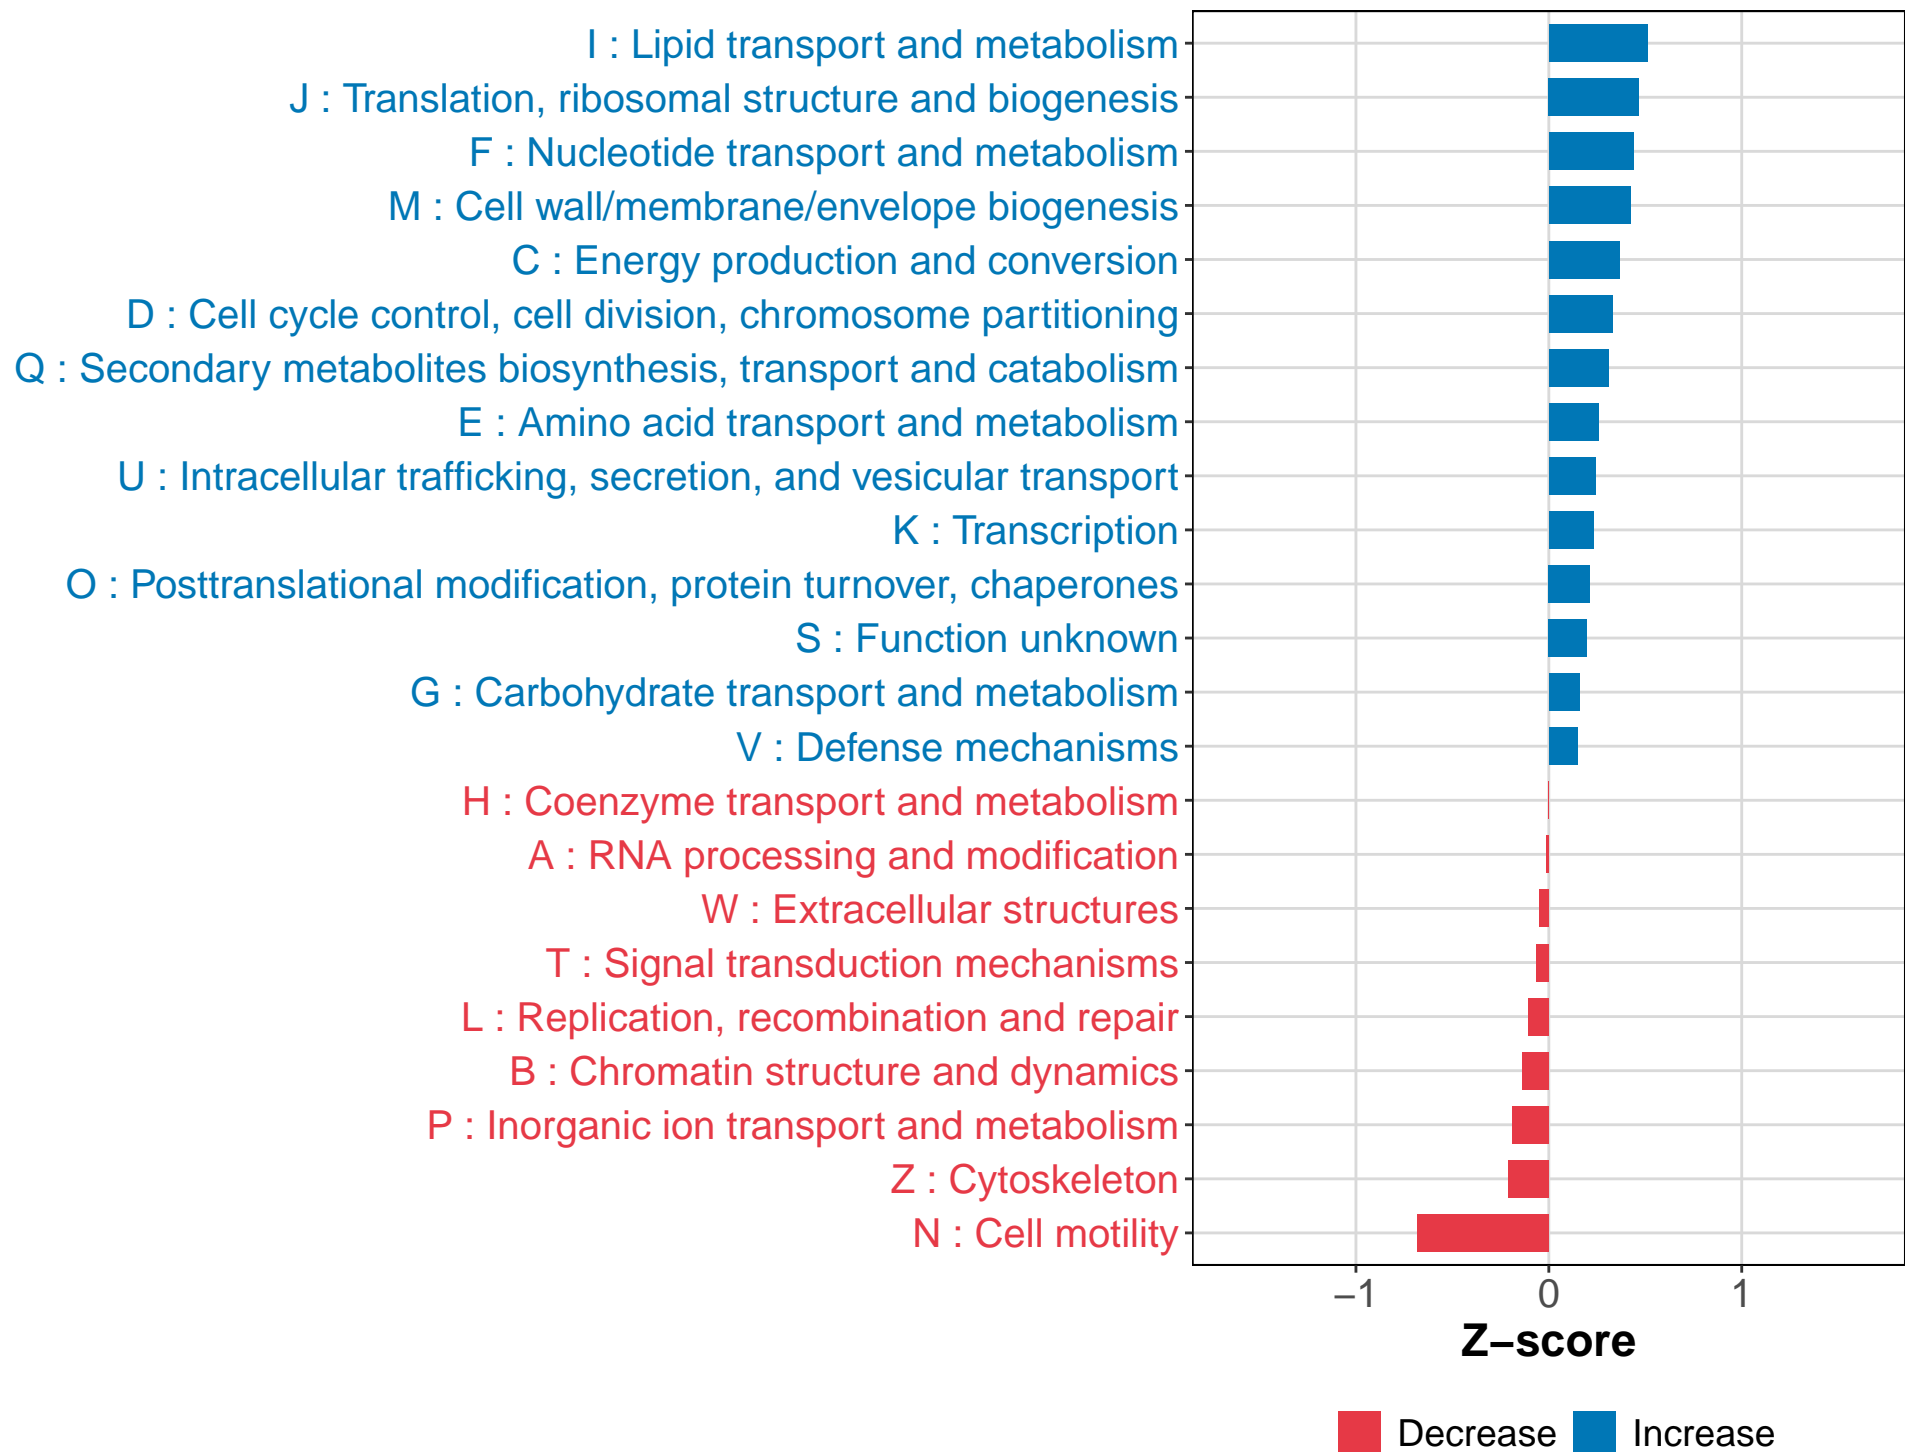 I : Lipid transport and metabolism
J : Translation, ribosomal structure and biogenesis
F : Nucleotide transport and metabolism
M : Cell wall/membrane/envelope biogenesis
C : Energy production and conversion
D : Cell cycle control, cell division, chromosome partitioning
Q : Secondary metabolites biosynthesis, transport and catabolism
E : Amino acid transport and metabolism
U : Intracellular trafficking, secretion, and vesicular transport
K : Transcription
O : Posttranslational modification, protein turnover, chaperones
S : Function unknown
G : Carbohydrate transport and metabolism
V : Defense mechanisms
H : Coenzyme transport and metabolism
A : RNA processing and modification
W : Extracellular structures
T : Signal transduction mechanisms
L : Replication, recombination and repair
B : Chromatin structure and dynamics
P : Inorganic ion transport and metabolism
Z : Cytoskeleton
N : Cell motility
−1 0 1
Z−score
Decrease Increase